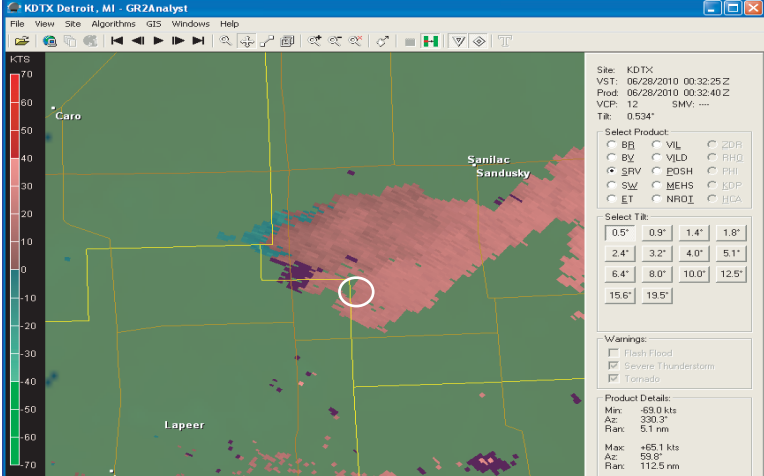 KDTX Detroit, MI - GR2Analyst
File View Site Algorithms GIS Windows Help
KTS
70
60
50
40
30
20
10
0
-10
-20
-30
-40
-50
-60
-70
Caro
Sanilac
Sandusky
Lapeer
Site: KDTX
VST: 06/28/2010 00:32:25 Z
Prod: 06/28/2010 00:32:40 Z
VCP: 12 SMV: ----
Tilt: 0.534°
Select Product:
BR VIL ZDR
BV VILD RHO
SRV POSH PHI
SW MEHS KDP
ET NROT HCA
Select Tilt:
0.5° 0.9° 1.4° 1.8°
2.4° 3.2° 4.0° 5.1°
6.4° 8.0° 10.0° 12.5°
15.6° 19.5°
Warnings:
Flash Flood
Severe Thunderstorm
Tornado
Product Details:
Min: -69.0 kts
Az: 330.3°
Ran: 5.1 nm
Max: +65.1 kts
Az: 59.8°
Ran: 112.5 nm